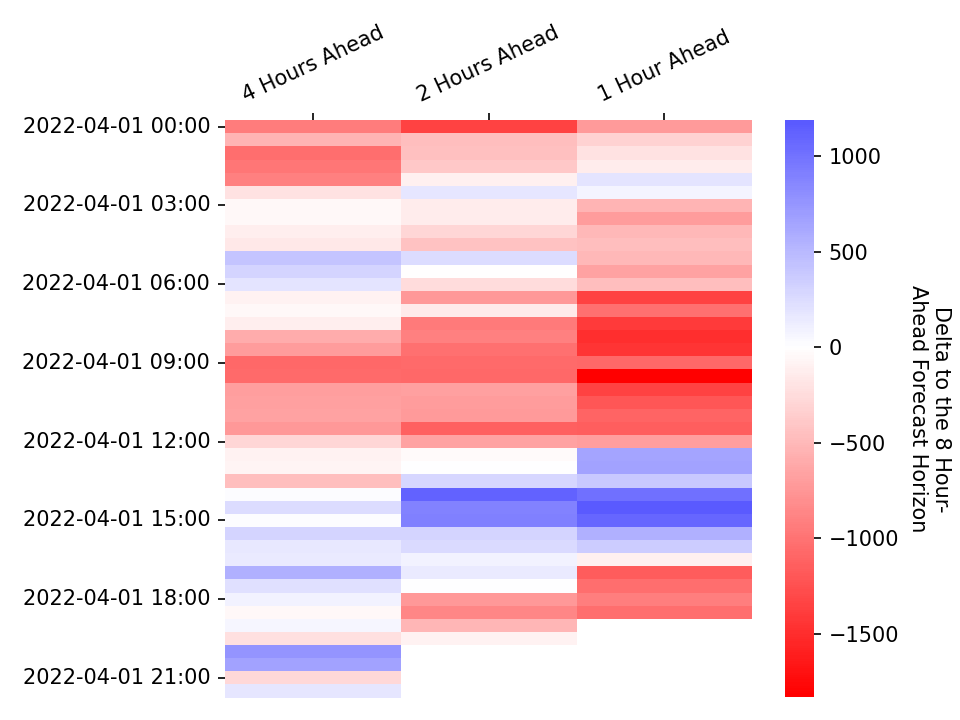 4 Hours Ahead
2 Hours Ahead
1 Hour Ahead
2022-04-01 00:00
2022-04-01 03:00
2022-04-01 06:00
2022-04-01 09:00
2022-04-01 12:00
2022-04-01 15:00
2022-04-01 18:00
2022-04-01 21:00
1000
500
0
−500
−1000
−1500
Delta to the 8 Hour-
Ahead Forecast Horizon